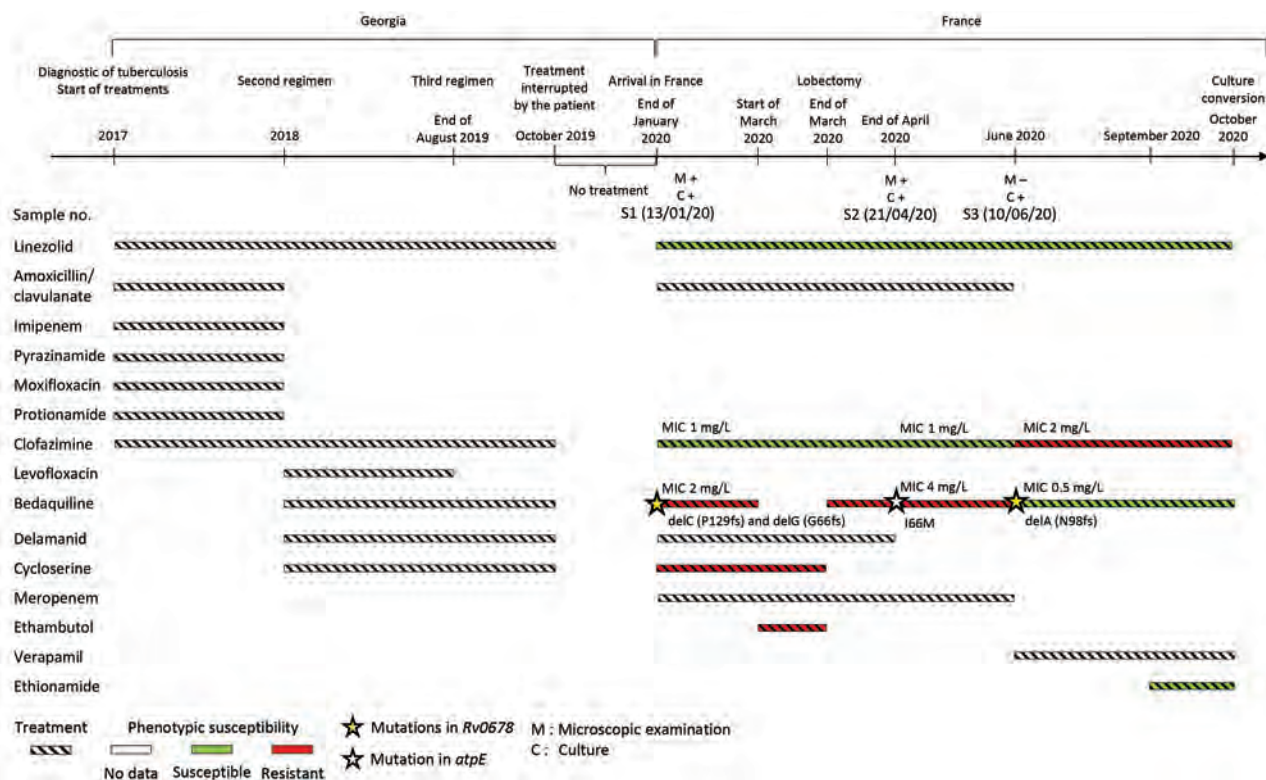 Georgia
France
Diagnostic of tuberculosis
Start of treatments
2017
Second regimen
2018
Third regimen
End of
August 2019
Treatment
interrupted
by the patient
October 2019
Arrival in France
End of
January
2020
Start of
March
2020
Lobectomy
End of
March
2020
End of April
2020
June 2020
September 2020
Culture
conversion
October
2020
No treatment
M +
C +
S1 (13/01/20)
M +
C +
S2 (21/04/20)
M –
C +
S3 (10/06/20)
Sample no.
Linezolid
Amoxicillin/
clavulanate
Imipenem
Pyrazinamide
Moxifloxacin
Protionamide
Clofazimine
MIC 1 mg/L
MIC 1 mg/L
MIC 2 mg/L
Levofloxacin
Bedaquiline
MIC 2 mg/L
MIC 4 mg/L
MIC 0.5 mg/L
delC (P129fs) and delG (G66fs)
I66M
delA (N98fs)
Delamanid
Cycloserine
Meropenem
Ethambutol
Verapamil
Ethionamide
Treatment
Phenotypic susceptibility
No data
Susceptible
Resistant
Mutations in Rv0678
Mutation in atpE
M : Microscopic examination
C : Culture